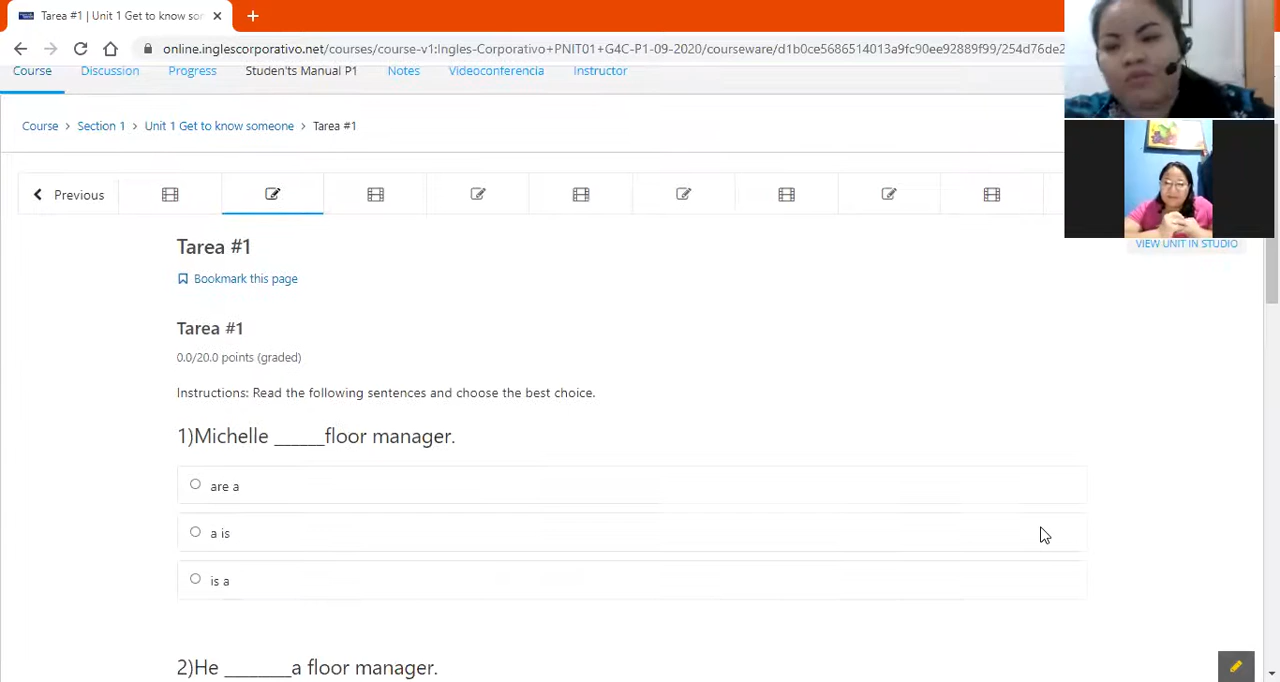 Tarea #1 | Unit 1 Get to know sor
online.inglescorporativo.net/courses/course-v1:Ingles-Corporativo+PNIT01+G4C-P1-09-2020/courseware/d1b0ce5686514013a9fc90ee92889f99/254d76de2
Course Discussion Progress Studen'ts Manual P1 Notes Videoconferencia Instructor
Course > Section 1 > Unit 1 Get to know someone > Tarea #1
Previous
VIEW UNIT IN STUDIO
Tarea #1
Bookmark this page
Tarea #1
0.0/20.0 points (graded)
Instructions: Read the following sentences and choose the best choice.
1)Michelle ______floor manager.
are a
a is
is a
2)He ________a floor manager.